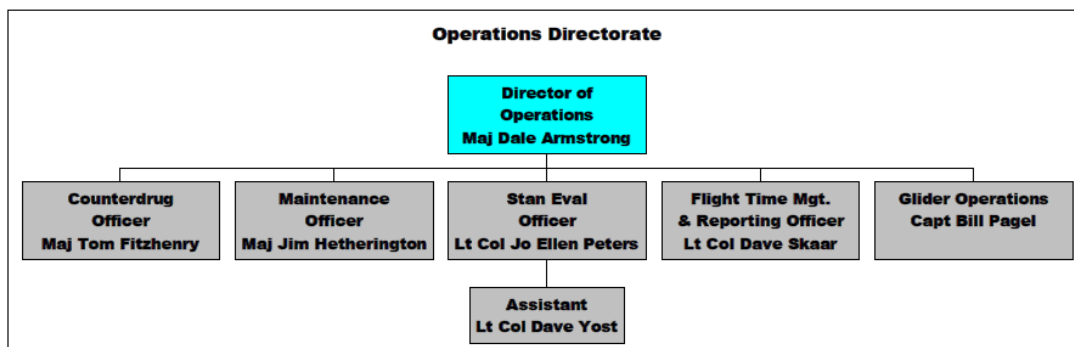 Operations Directorate
Director of
Operations
Maj Dale Armstrong
Counterdrug
Officer
Maj Tom Fitzhenry
Maintenance
Officer
Maj Jim Hetherington
Stan Eval
Officer
Lt Col Jo Ellen Peters
Flight Time Mgt.
& Reporting Officer
Lt Col Dave Skaar
Glider Operations
Capt Bill Pagel
Assistant
Lt Col Dave Yost